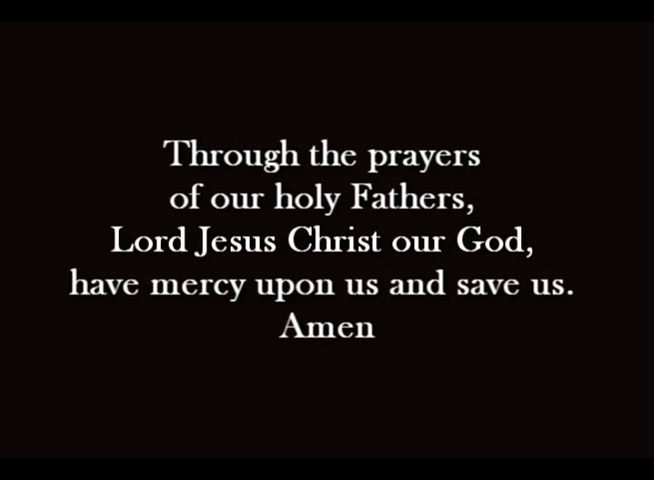 Through the prayers
of our holy Fathers,
Lord Jesus Christ our God,
have mercy upon us and save us.
Amen